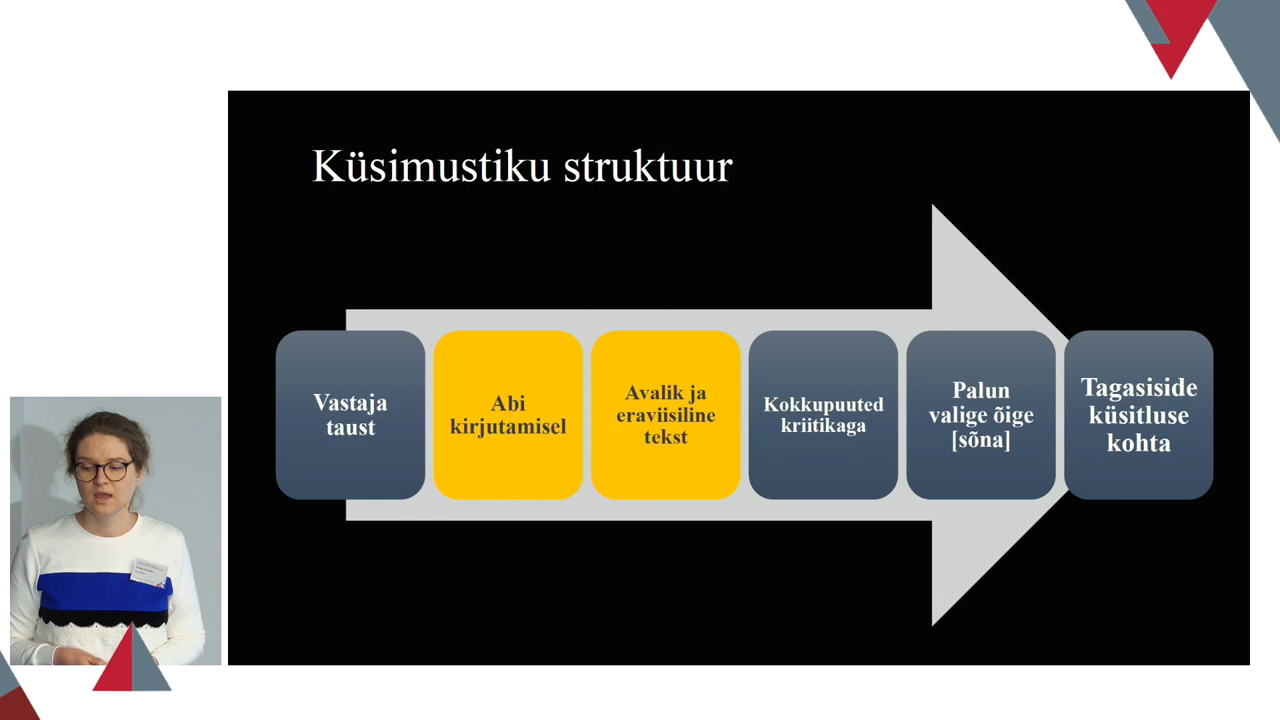 Küsimustiku struktuur
Vastaja
taust
Abi
kirjutamisel
Avalik ja
eraviisiline
tekst
Kokkupuuted
kriitikaga
Palun
valige õige
[sõna]
Tagasiside
küsitluse
kohta